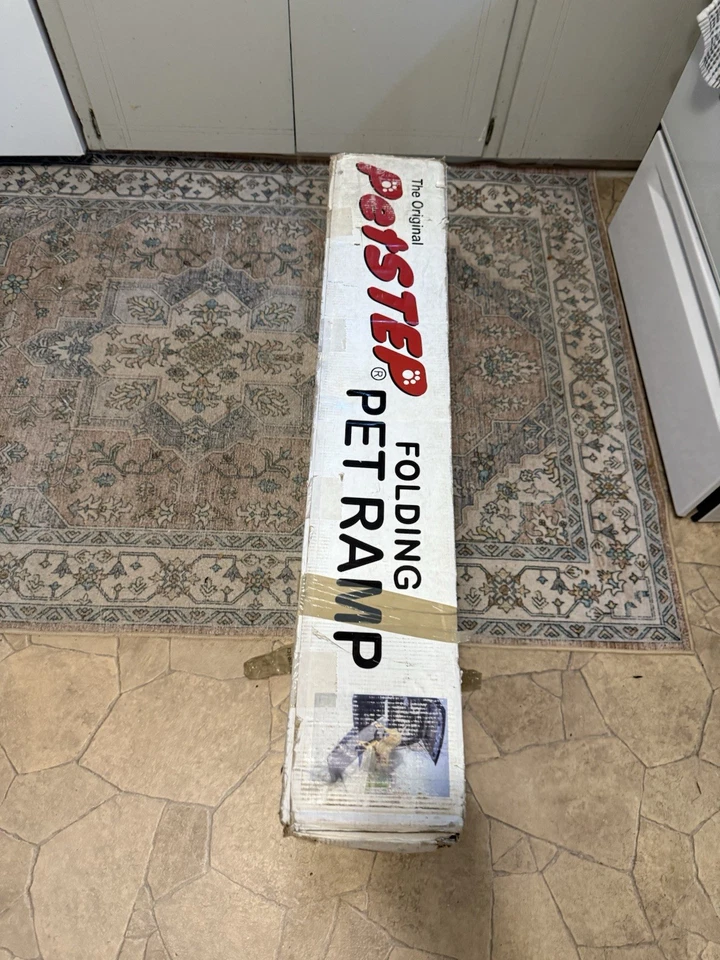 The Original
PetSTEP®
FOLDING
PET RAMP